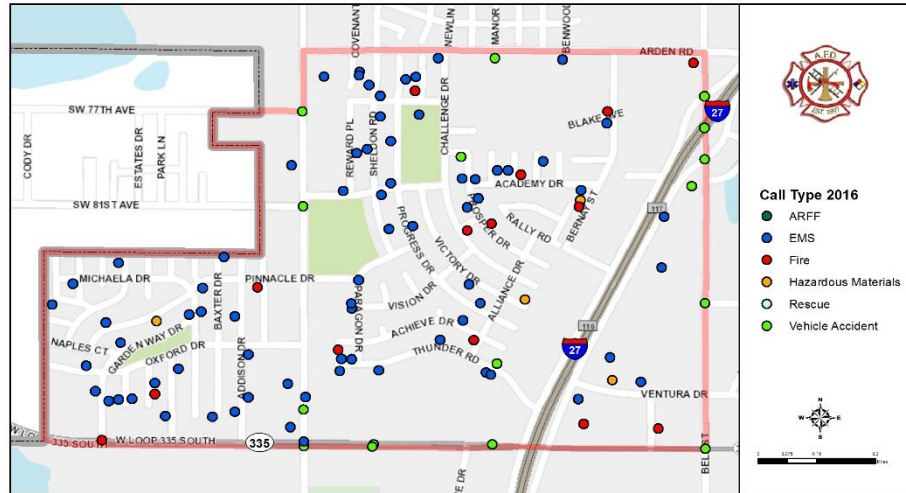 COVENANT
NEWLIN
MANOR
BENWOOD
ARDEN RD
SW 77TH AVE
CODY DR
ESTATES DR
PARK LN
REWARD PL
SHELDON RD
CHALLENGE DR
BLAKE AVE
27
ACADEMY DR
SW 81ST AVE
PROGRESS DR
PROSPER DR
RALLY RD
BERNAY ST
117
VICTORY DR
MICHAELA DR
PINNACLE DR
BAXTER DR
PARAGON DR
VISION DR
ALLIANCE DR
ACHIEVE DR
116
NAPLES CT
GARDEN WAY DR
OXFORD DR
ADDISON DR
THUNDER RD
27
VENTURA DR
335 SOUTH
W LOOP 335 SOUTH
335
BELL ST
A.F.D.
Call Type 2016
ARFF
EMS
Fire
Hazardous Materials
Rescue
Vehicle Accident
N
W E
S